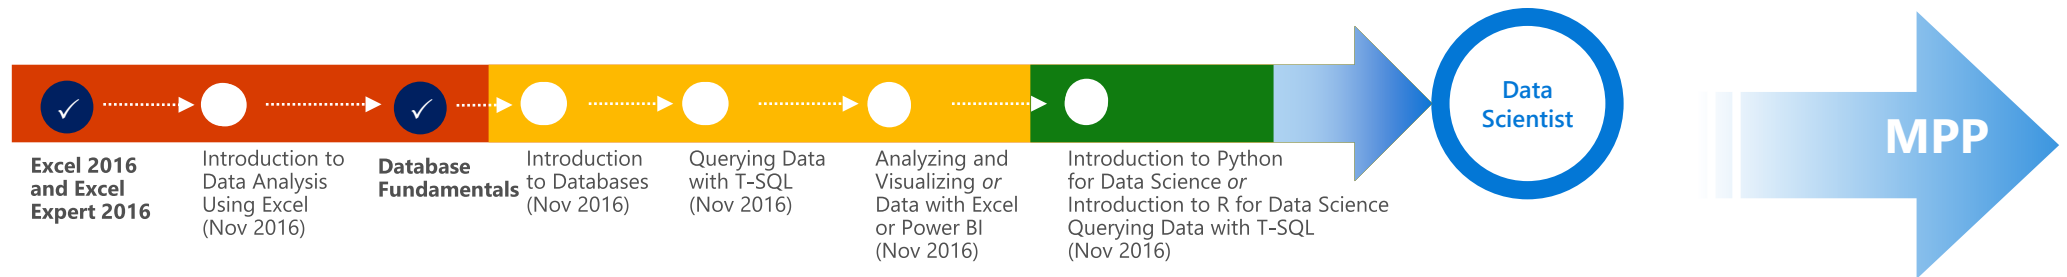 Excel 2016
and Excel
Expert 2016
Introduction to
Data Analysis
Using Excel
(Nov 2016)
Database
Fundamentals
Introduction
to Databases
(Nov 2016)
Querying Data
with T-SQL
(Nov 2016)
Analyzing and
Visualizing or
Data with Excel
or Power BI
(Nov 2016)
Introduction to Python
for Data Science or
Introduction to R for Data Science
Querying Data with T-SQL
(Nov 2016)
Data
Scientist
MPP